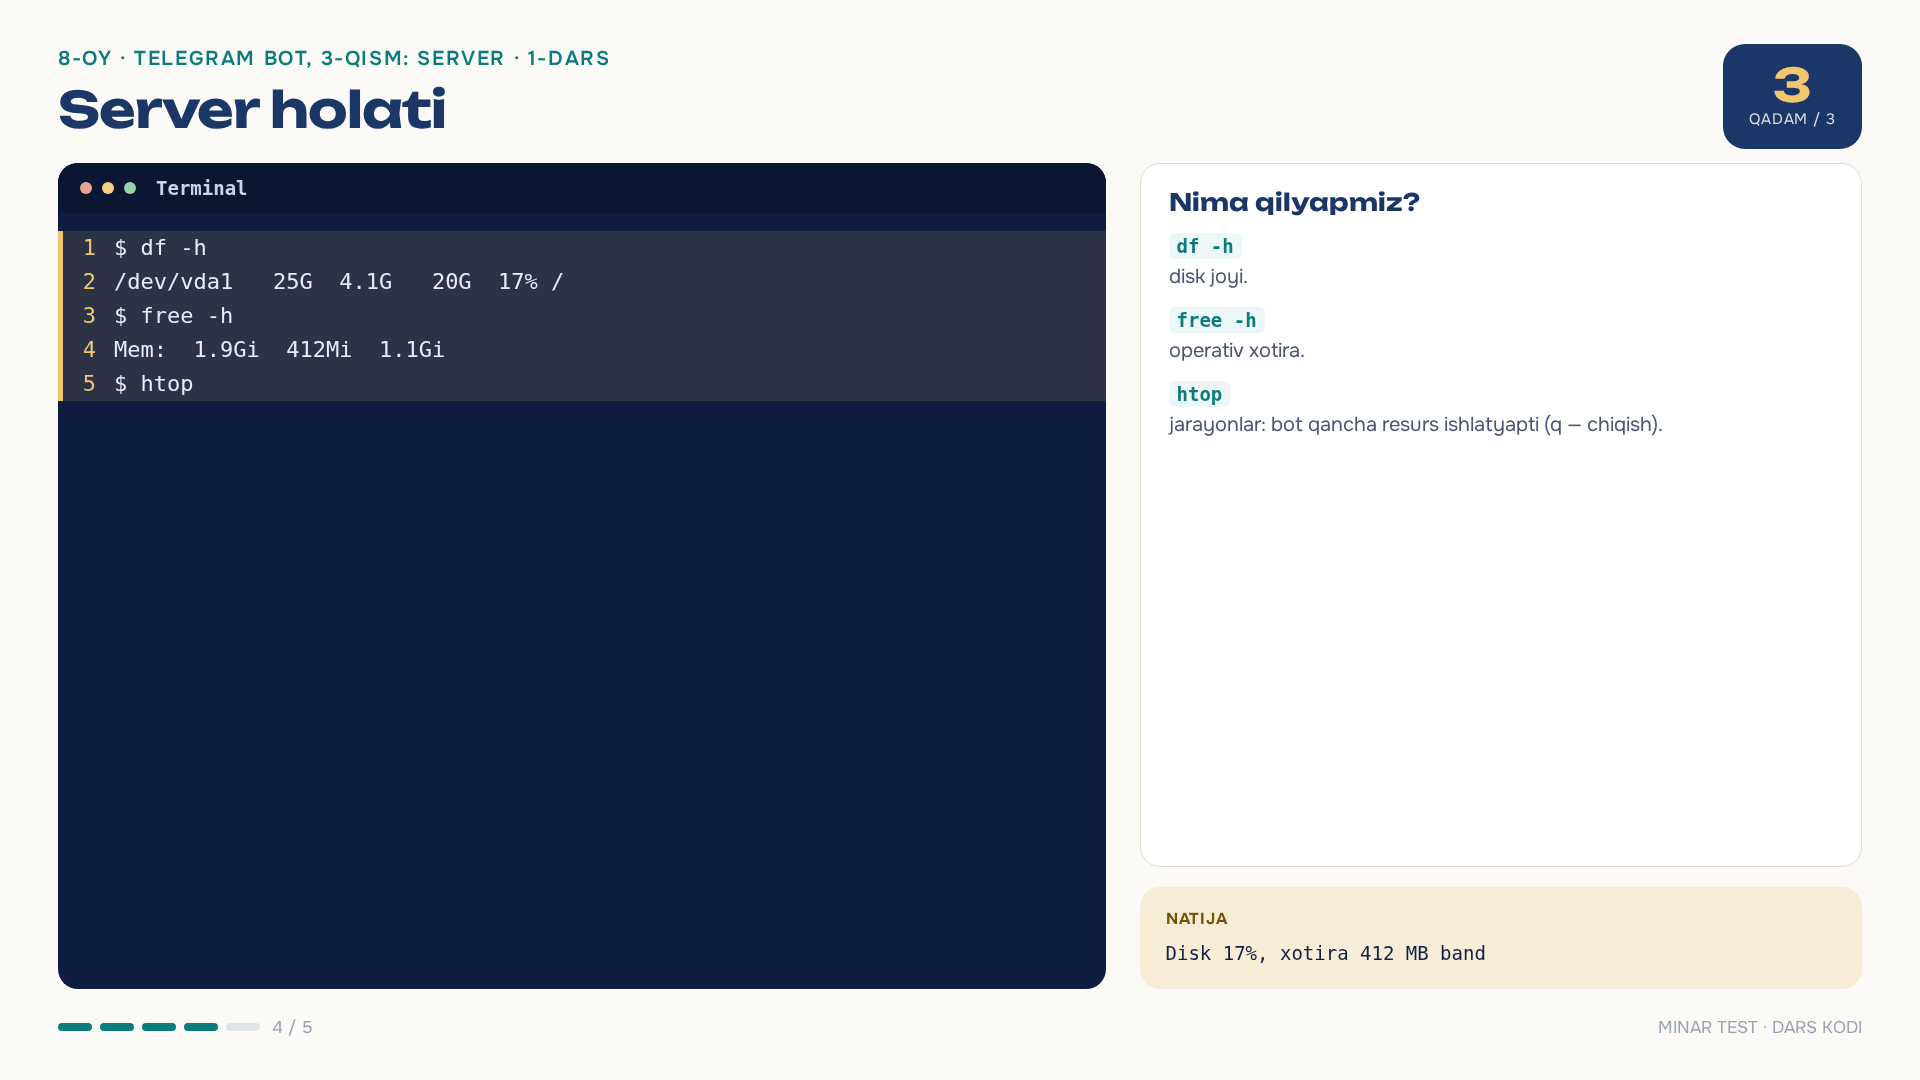 8-OY · TELEGRAM BOT, 3-QISM: SERVER · 1-DARS
Server holati
3
QADAM / 3
Terminal
1 $ df -h
2 /dev/vda1   25G  4.1G   20G  17% /
3 $ free -h
4 Mem:  1.9Gi  412Mi  1.1Gi
5 $ htop
Nima qilyapmiz?
df -h
disk joyi.
free -h
operativ xotira.
htop
jarayonlar: bot qancha resurs ishlatyapti (q — chiqish).
NATIJA
Disk 17%, xotira 412 MB band
4 / 5
MINAR TEST · DARS KODI